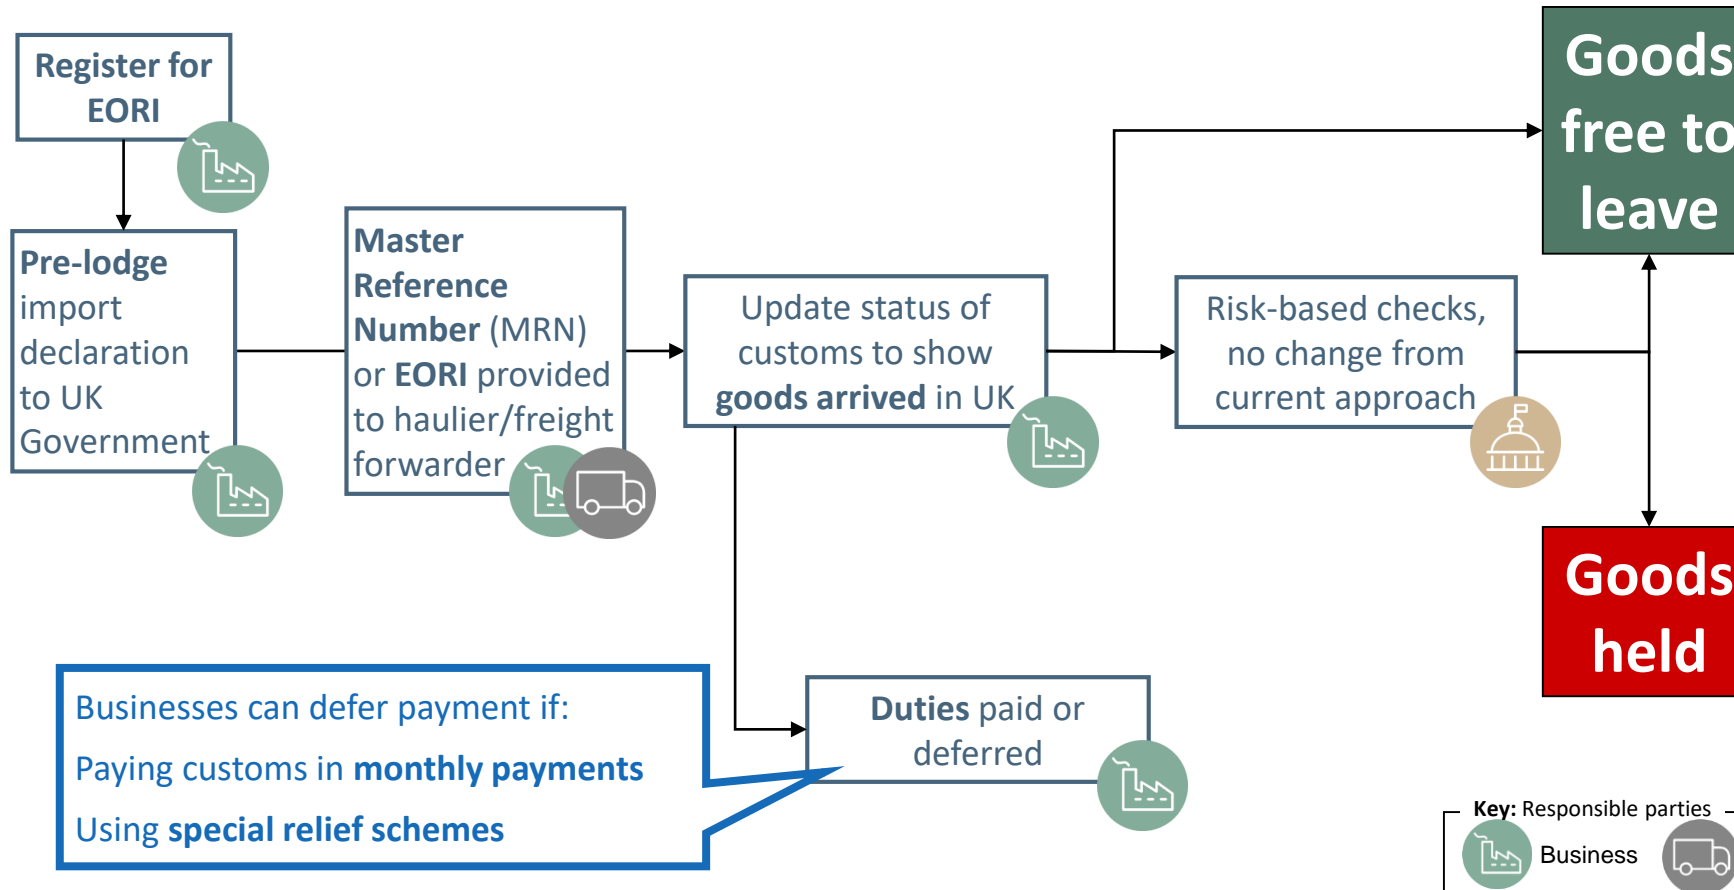 Register for
EORI
Pre-lodge
import
declaration
to UK
Government
Master
Reference
Number (MRN)
or EORI provided
to haulier/freight
forwarder
Update status of
customs to show
goods arrived in UK
Risk-based checks,
no change from
current approach
Goods
free to
leave
Goods
held
Duties paid or
deferred
Businesses can defer payment if:
Paying customs in monthly payments
Using special relief schemes
Key: Responsible parties
Business